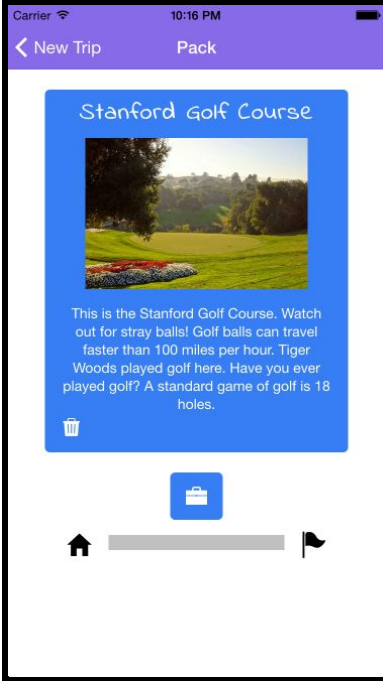 Carrier 10:16 PM
New Trip Pack
Stanford Golf Course
This is the Stanford Golf Course. Watch
out for stray balls! Golf balls can travel
faster than 100 miles per hour. Tiger
Woods played golf here. Have you ever
played golf? A standard game of golf is 18
holes.